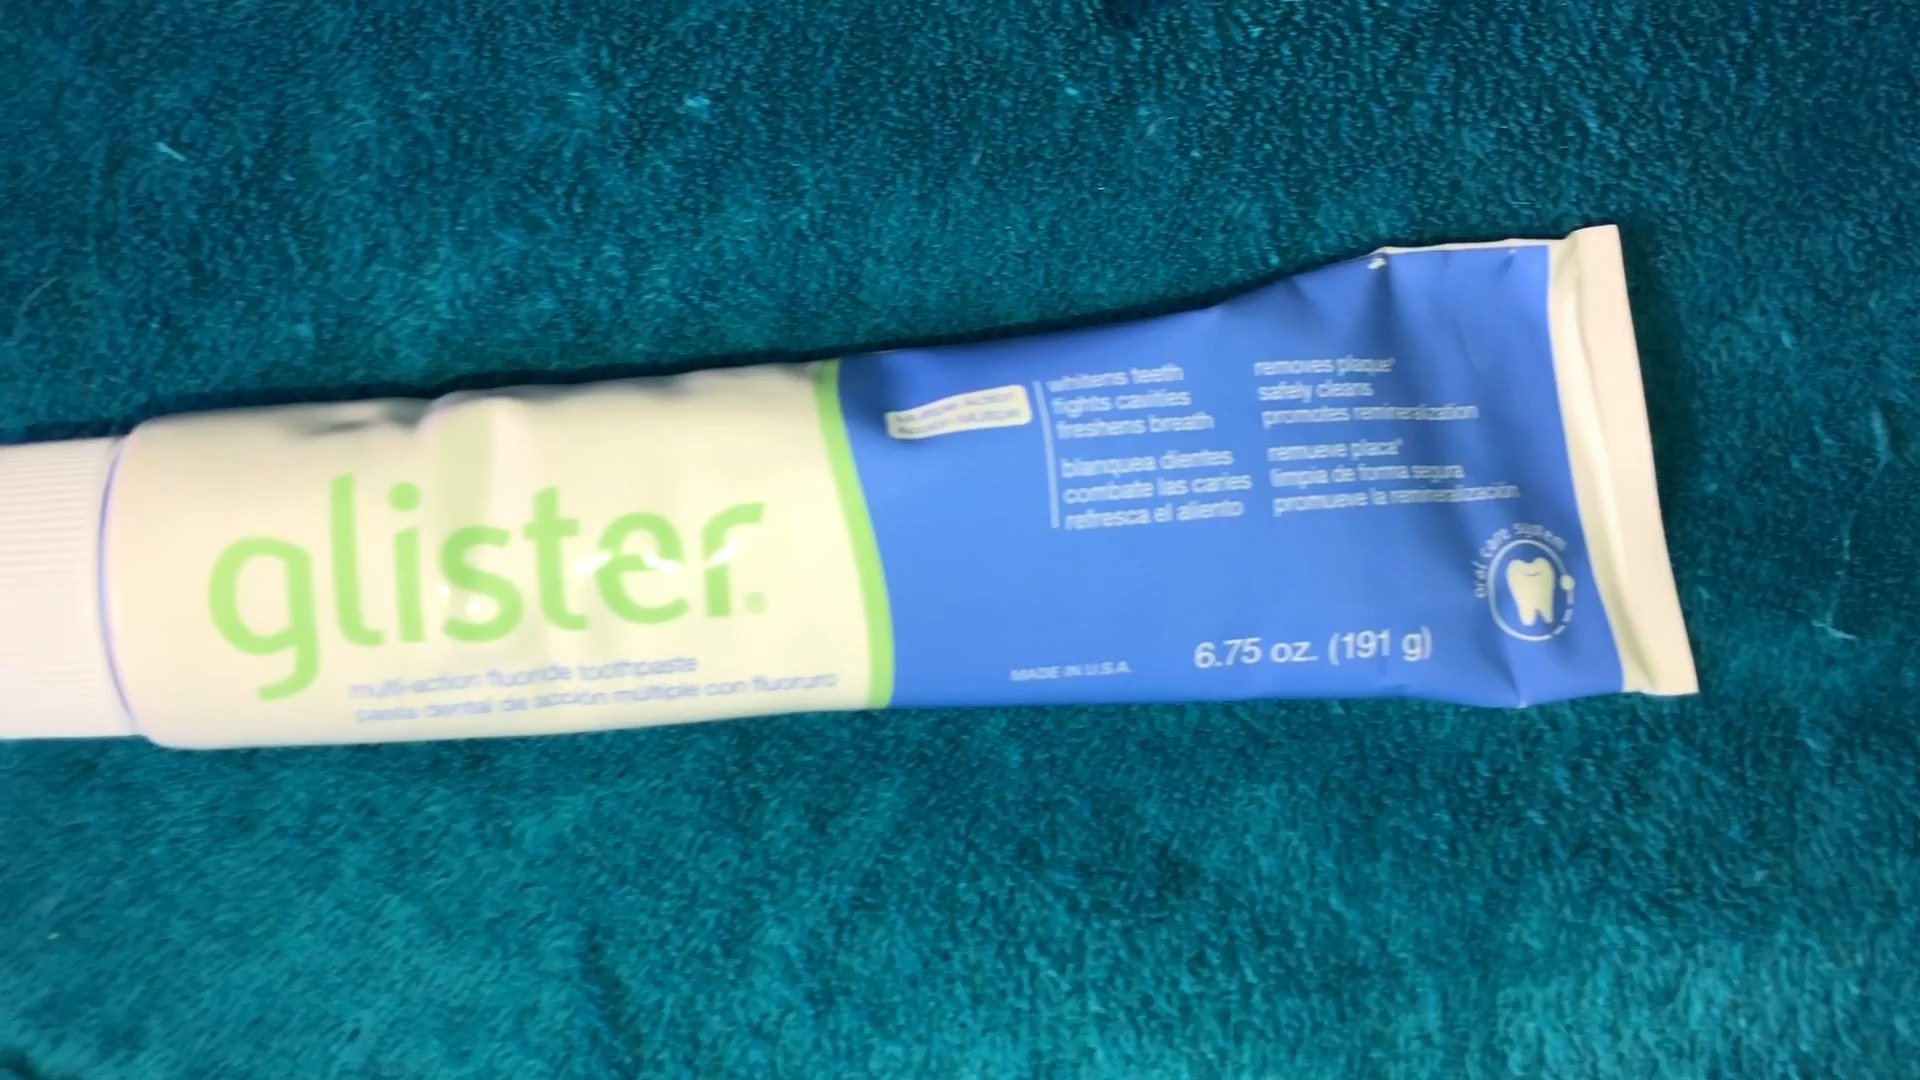 glister
multi-action fluoride toothpaste
pasta dental de acción múltiple con fluoruro
whitens teeth
fights cavities
freshens breath
blanquea dientes
combate las caries
refresca el aliento
removes plaque*
safely cleans
promotes remineralization
remueve placa*
limpia de forma segura
promueve la remineralización
MADE IN U.S.A.
6.75 oz. (191 g)
oral care system